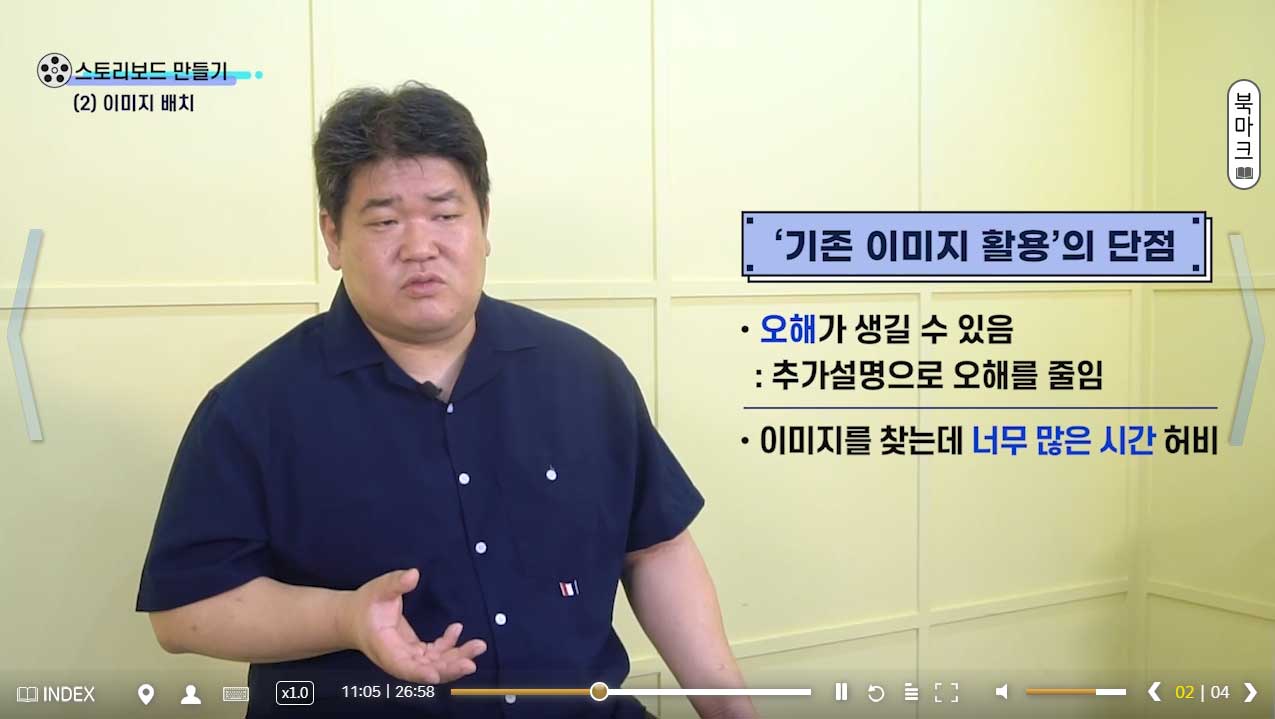 스토리보드 만들기
(2) 이미지 배치
북마크
‘기존 이미지 활용’의 단점
• 오해가 생길 수 있음
: 추가설명으로 오해를 줄임
• 이미지를 찾는데 너무 많은 시간 허비
INDEX x1.0 11:05 | 26:58 02 | 04